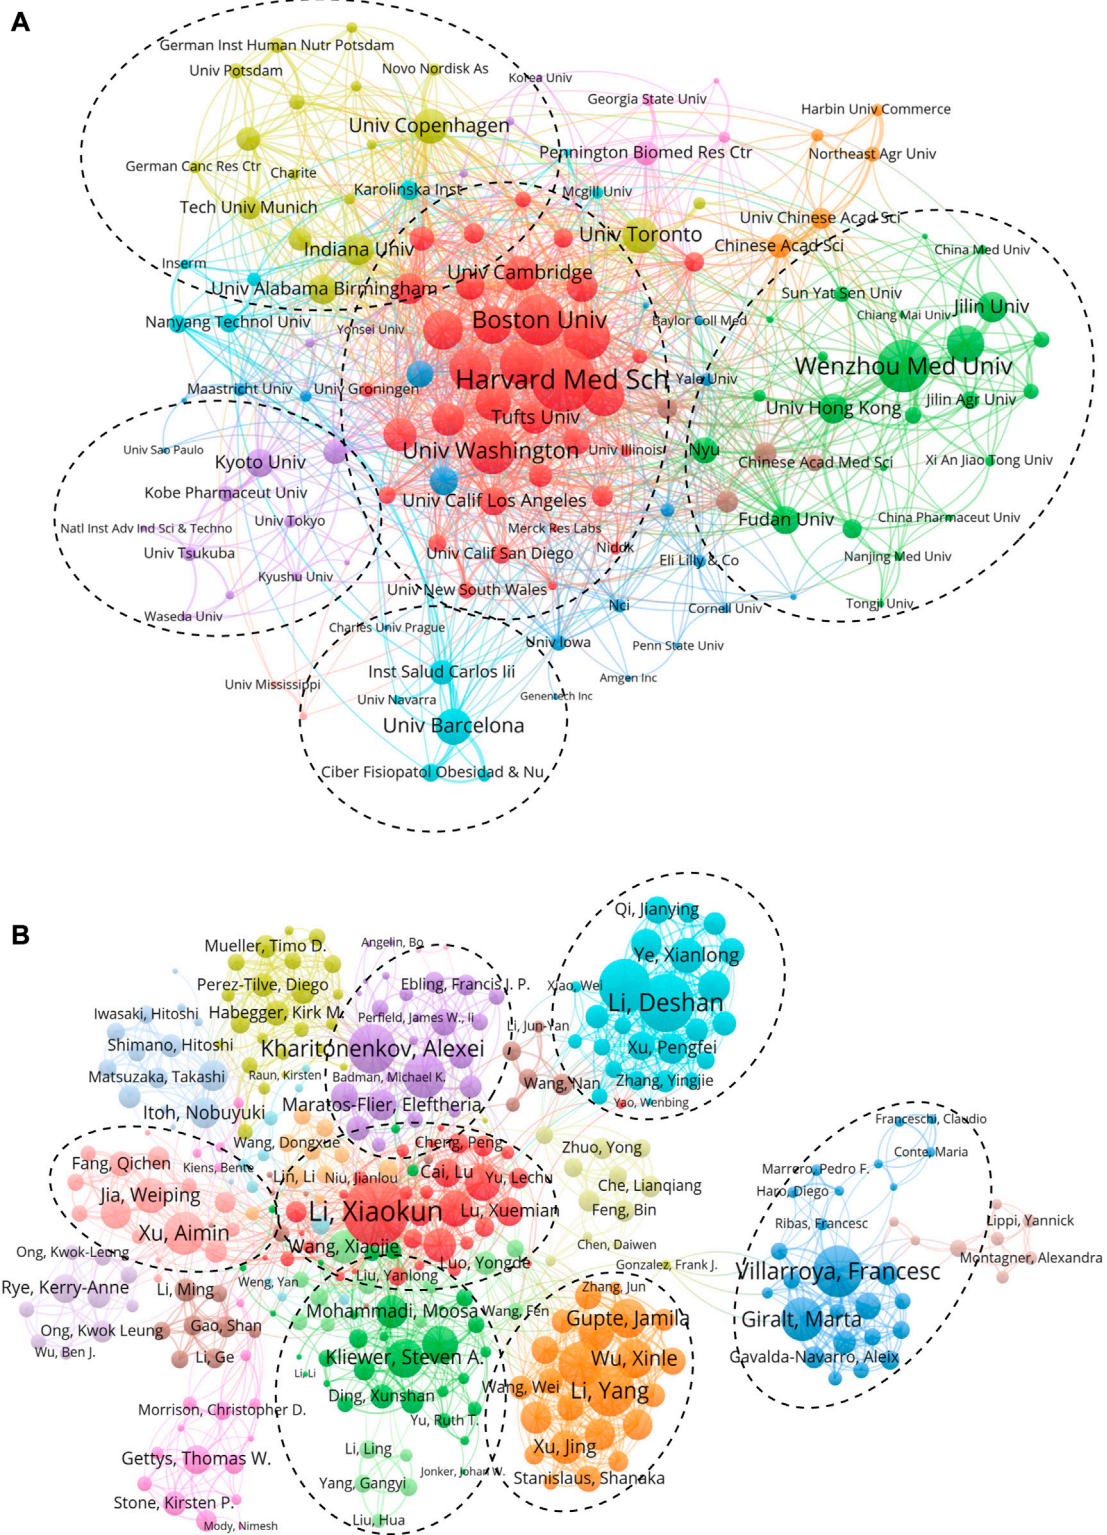 A
German Inst Human Nutr Potsdam
Univ Potsdam
Novo Nordisk As
Korea Univ
Georgia State Univ
Harbin Univ Commerce
Univ Copenhagen
Pennington Biomed Res Ctr
Northeast Agr Univ
German Canc Res Ctr
Charite
Karolinska Inst
Mcgill Univ
Tech Univ Munich
Univ Chinese Acad Sci
Indiana Univ
Univ Toronto
Chinese Acad Sci
China Med Univ
Inserm
Univ Cambridge
Univ Alabama Birmingham
Sun Yat Sen Univ
Jilin Univ
Nanyang Technol Univ
Yonsei Univ
Boston Univ
Baylor Coll Med
Chiang Mai Univ
Wenzhou Med Univ
Harvard Med Sch
Yale Univ
Maastricht Univ
Univ Groningen
Jilin Agr Univ
Univ Hong Kong
Tufts Univ
Univ Sao Paulo
Univ Washington
Univ Illinois
Nyu
Kyoto Univ
Chinese Acad Med Sci
Xi An Jiao Tong Univ
Kobe Pharmaceut Univ
Univ Calif Los Angeles
Natl Inst Adv Ind Sci & Techno
Univ Tokyo
Merck Res Labs
Fudan Univ
China Pharmaceut Univ
Univ Tsukuba
Univ Calif San Diego
Niddk
Eli Lilly & Co
Nanjing Med Univ
Kyushu Univ
Univ New South Wales
Nci
Cornell Univ
Tongji Univ
Waseda Univ
Charles Univ Prague
Univ Iowa
Penn State Univ
Inst Salud Carlos Iii
Amgen Inc
Univ Mississippi
Univ Navarra
Genentech Inc
Univ Barcelona
Ciber Fisiopatol Obesidad & Nu
B
Qi, Jianying
Mueller, Timo D.
Angelin, Bo
Ye, Xianlong
Perez-Tilve, Diego
Ebling, Francis J. P.
Xiao, Wei
Li, Deshan
Iwasaki, Hitoshi
Habegger, Kirk M.
Perfield, James W., Ii
Li, Jun-Yan
Shimano, Hitoshi
Kharitonenkov, Alexei
Xu, Pengfei
Matsuzaka, Takashi
Raun, Kirsten
Badman, Michael K.
Wang, Nan
Zhang, Yingjie
Itoh, Nobuyuki
Maratos-Flier, Eleftheria
Yao, Wenbing
Franceschi, Claudio
Wang, Dongxue
Cheng, Peng
Zhuo, Yong
Conte, Maria
Fang, Qichen
Kiens, Bente
Lin, Li
Niu, Jianlou
Cai, Lu
Yu, Lechu
Marrero, Pedro F.
Jia, Weiping
Che, Lianqiang
Haro, Diego
Li, Xiaokun
Lu, Xuemian
Feng, Bin
Xu, Aimin
Ribas, Francesc
Lippi, Yannick
Ong, Kwok-Leung
Wang, Xiaojie
Chen, Daiwen
Luo, Yongde
Gonzalez, Frank J.
Montagner, Alexandra
Rye, Kerry-Anne
Li, Ming
Weng, Yan
Liu, Yanlong
Villarroya, Francesc
Zhang, Jun
Mohammadi, Moosa
Wang, Fen
Gupte, Jamila
Giralt, Marta
Ong, Kwok Leung
Gao, Shan
Wu, Ben J.
Li, Ge
Kliewer, Steven A.
Wu, Xinle
Gavalda-Navarro, Aleix
Li, Li
Wang, Wei
Li, Yang
Ding, Xunshan
Morrison, Christopher D.
Yu, Ruth T.
Li, Ling
Xu, Jing
Gettys, Thomas W.
Yang, Gangyi
Jonker, Johan W.
Stanislaus, Shanaka
Stone, Kirsten P.
Liu, Hua
Mody, Nimesh